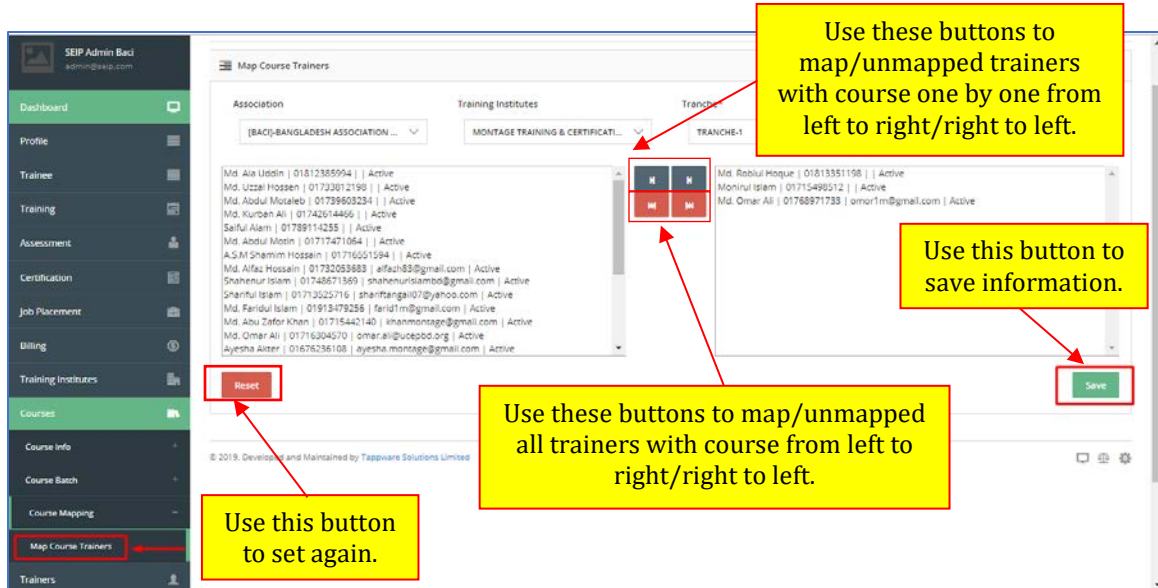 SEIP Admin Baci
admin@seip.com
Dashboard
Profile
Trainee
Training
Assessment
Certification
Job Placement
Billing
Training Institutes
Courses
Course Info
Course Batch
Course Mapping
Map Course Trainers
Trainers
Map Course Trainers
Association
Training Institutes
Tranche*
[BACI]-BANGLADESH ASSOCIATION ...
MONTAGE TRAINING & CERTIFICATI...
TRANCHE-1
Md. Ala Uddin | 01812385994 | | Active
Md. Uzzal Hossen | 01733812198 | | Active
Md. Abdul Motaleb | 01739603234 | | Active
Md. Kurban Ali | 01742614466 | | Active
Saiful Alam | 01789114255 | | Active
Md. Abdul Motin | 01717471064 | | Active
A.S.M Shamim Hossain | 01716551594 | | Active
Md. Alfaz Hossain | 01732053683 | alfazh83@gmail.com | Active
Shahenur Islam | 01748671369 | shahenurislambd@gmail.com | Active
Shariful Islam | 01713525716 | shariftangail07@yahoo.com | Active
Md. Faridul Islam | 01913479256 | farid1m@gmail.com | Active
Md. Abu Zafor Khan | 01715442140 | khanmontage@gmail.com | Active
Md. Omar Ali | 01716304570 | omar.ali@ucepbd.org | Active
Ayesha Akter | 01676236108 | ayesha.montage@gmail.com | Active
Md. Robiul Hoque | 01813351198 | | Active
Monirul Islam | 01715498512 | | Active
Md. Omar Ali | 01768971733 | omor1m@gmail.com | Active
Reset
Save
© 2019. Developed and Maintained by Tappware Solutions Limited
Use these buttons to
map/unmapped trainers
with course one by one from
left to right/right to left.
Use this button to
save information.
Use these buttons to map/unmapped
all trainers with course from left to
right/right to left.
Use this button
to set again.